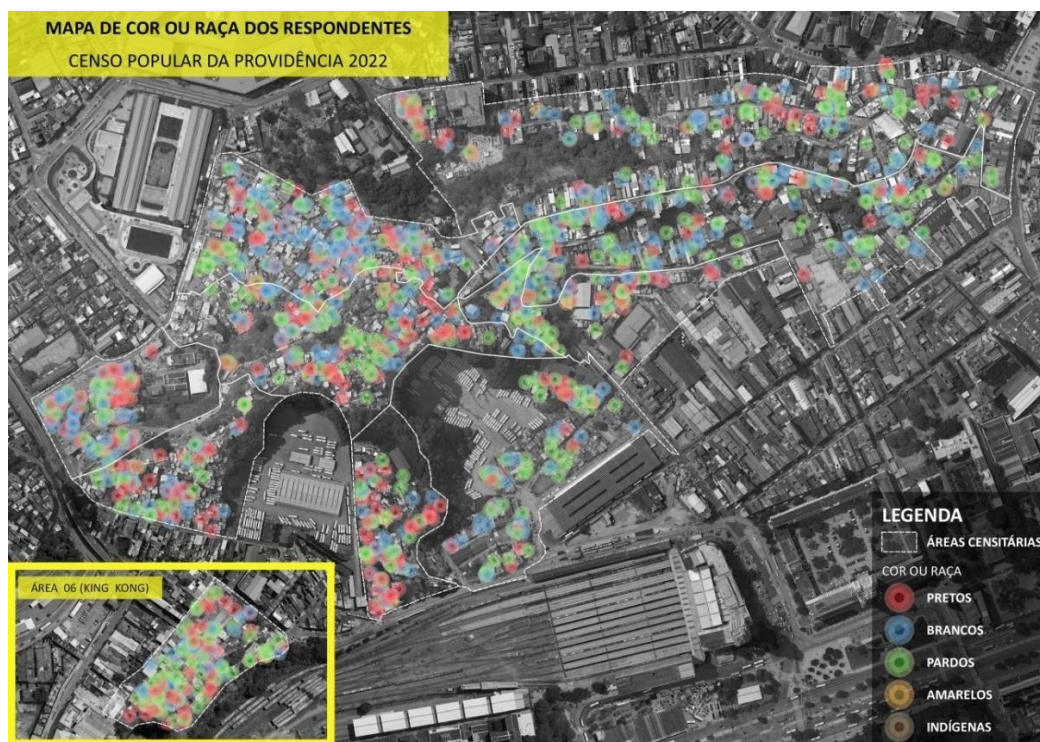 MAPA DE COR OU RAÇA DOS RESPONDENTES
CENSO POPULAR DA PROVIDÊNCIA 2022
ÁREA 06 (KING KONG)
LEGENDA
ÁREAS CENSITÁRIAS
COR OU RAÇA
PRETOS
BRANCOS
PARDOS
AMARELOS
INDÍGENAS